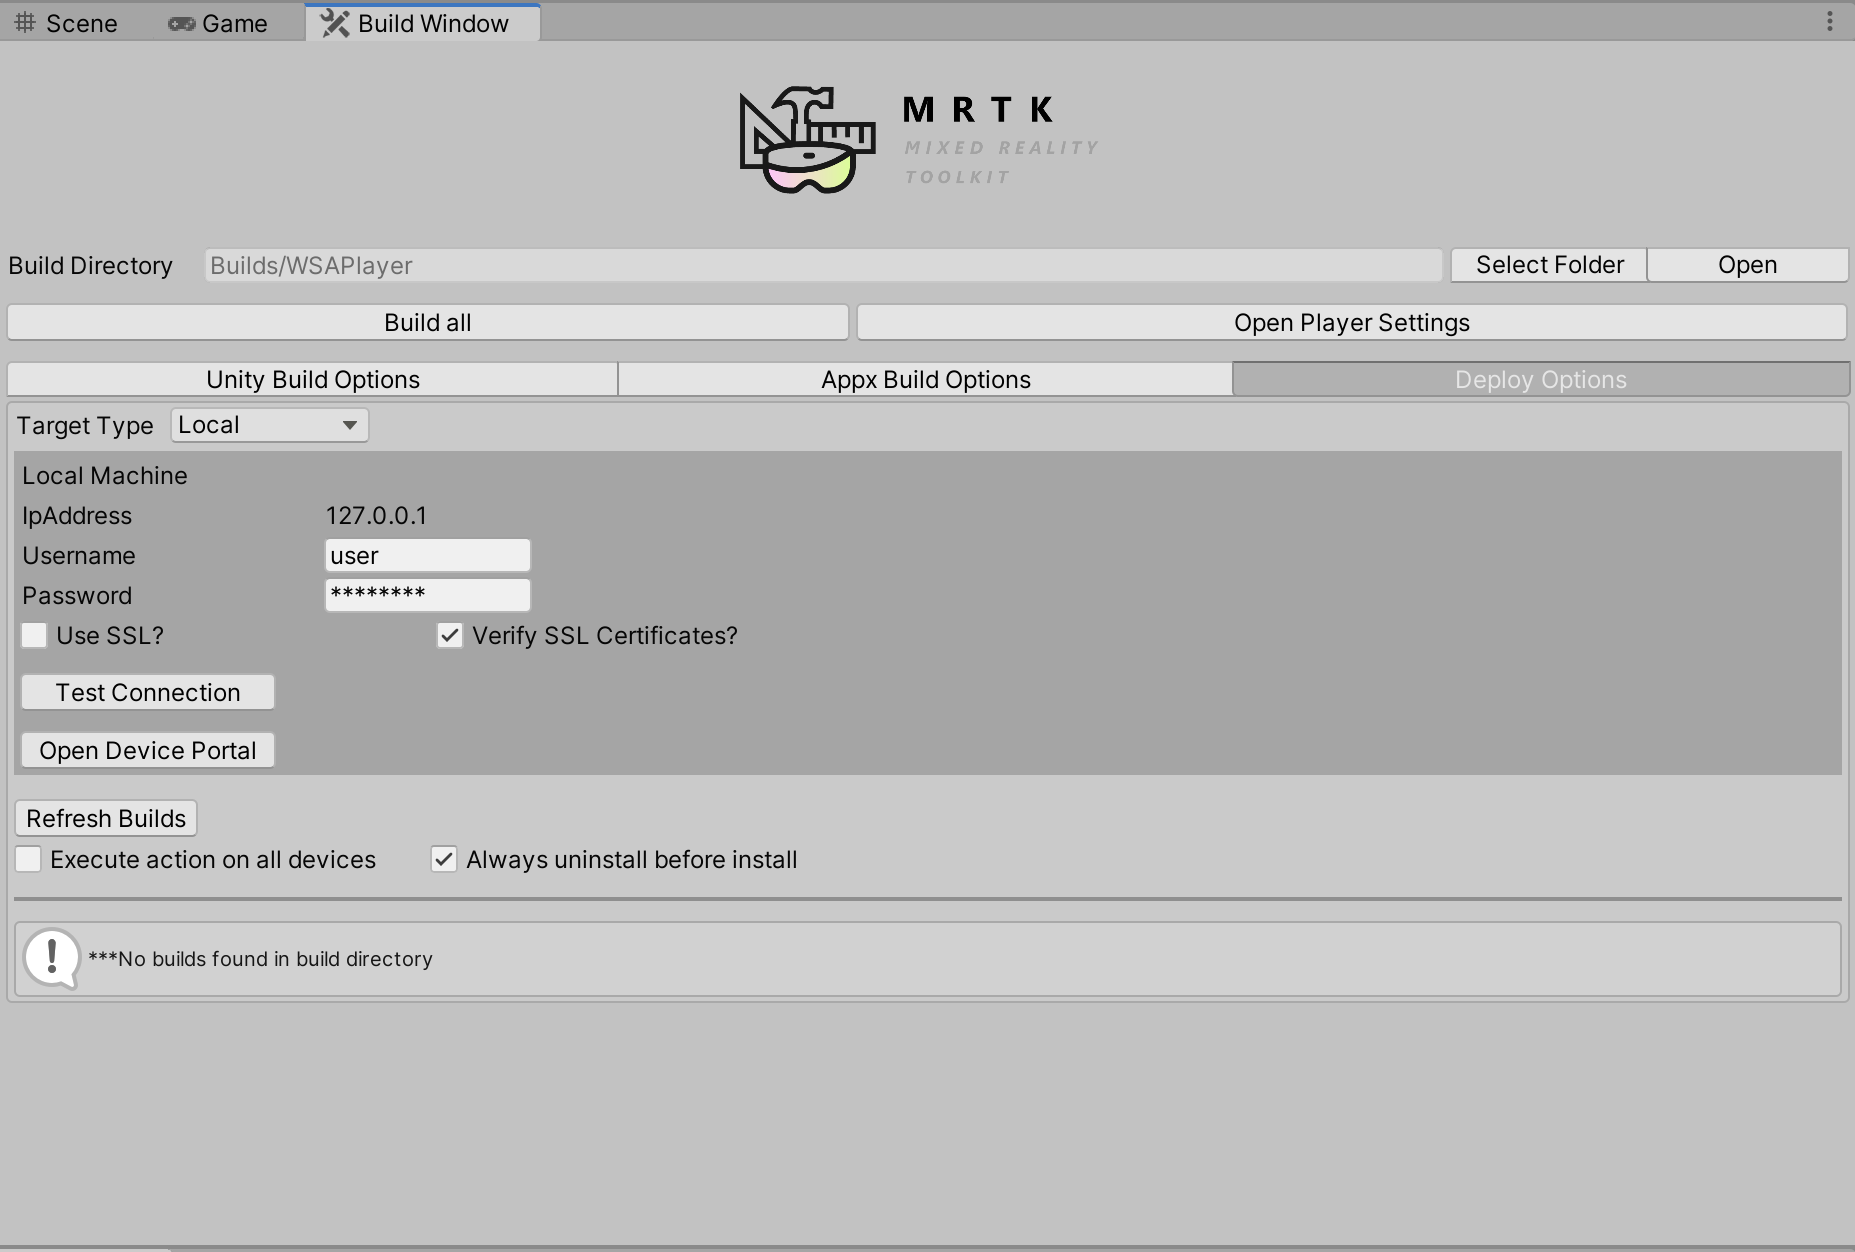 Scene Game Build Window
MRTK
MIXED REALITY
TOOLKIT
Build Directory Builds/WSAPlayer Select Folder Open
Build all Open Player Settings
Unity Build Options Appx Build Options Deploy Options
Target Type Local
Local Machine
IpAddress 127.0.0.1
Username user
Password ********
Use SSL? Verify SSL Certificates?
Test Connection
Open Device Portal
Refresh Builds
Execute action on all devices Always uninstall before install
***No builds found in build directory